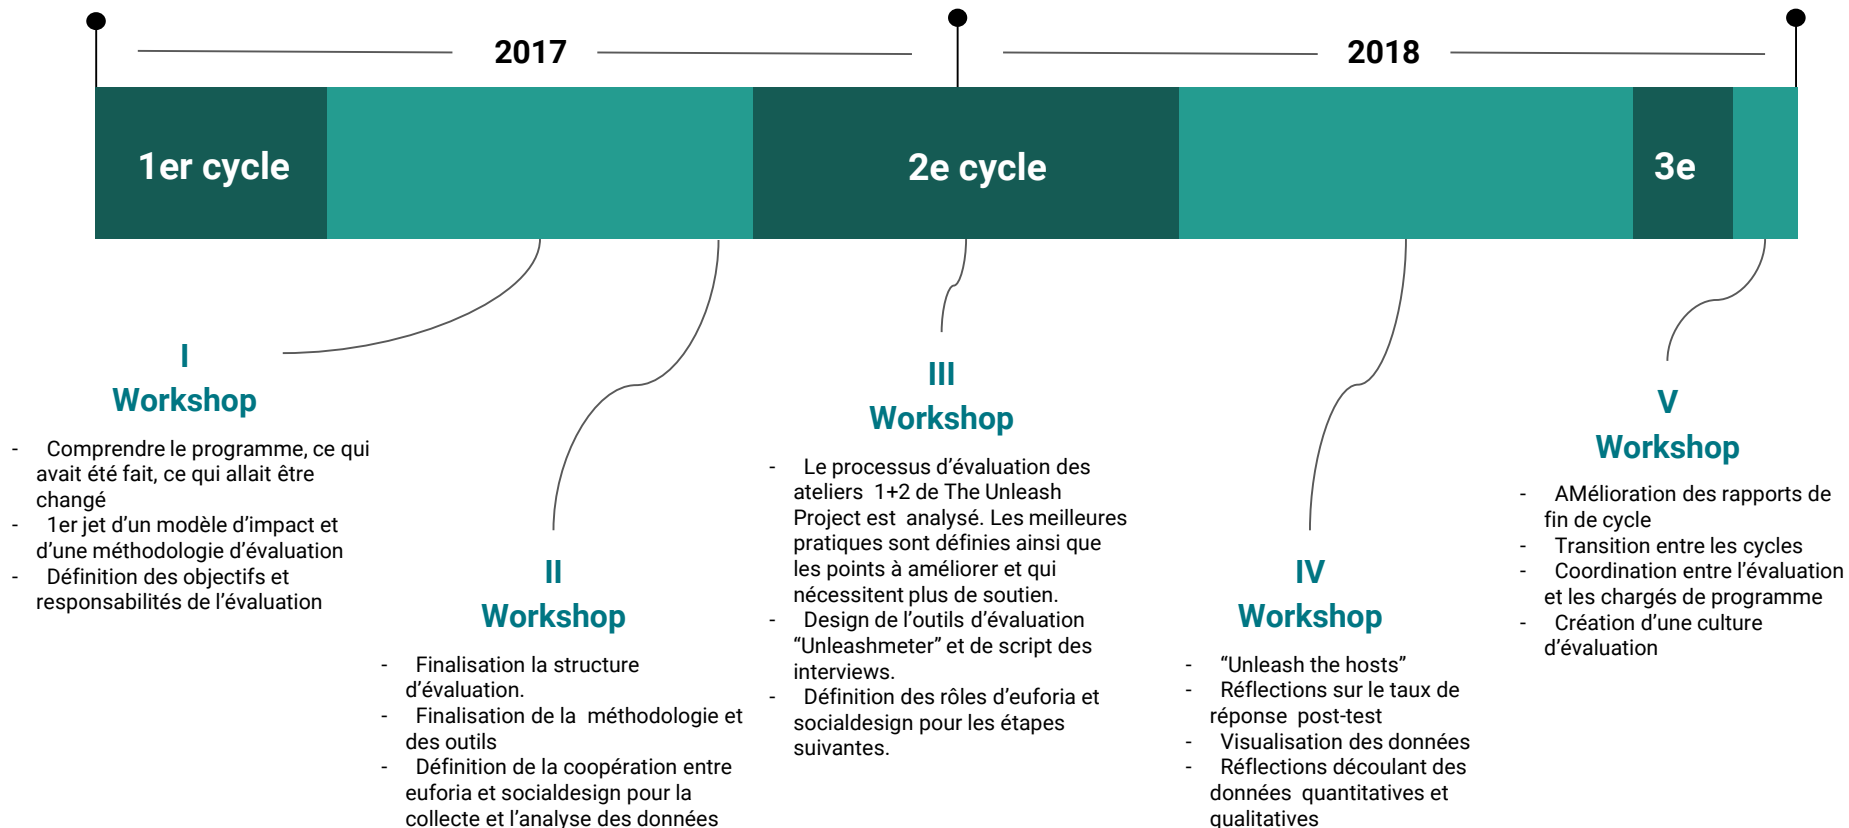 2017
2018
1er cycle
2e cycle
3e
I
Workshop
- Comprendre le programme, ce qui
avait été fait, ce qui allait être
changé
- 1er jet d’un modèle d’impact et
d’une méthodologie d’évaluation
- Définition des objectifs et
responsabilités de l’évaluation
II
Workshop
- Finalisation la structure
d’évaluation.
- Finalisation de la méthodologie et
des outils
- Définition de la coopération entre
euforia et socialdesign pour la
collecte et l’analyse des données
III
Workshop
- Le processus d’évaluation des
ateliers 1+2 de The Unleash
Project est analysé. Les meilleures
pratiques sont définies ainsi que
les points à améliorer et qui
nécessitent plus de soutien.
- Design de l’outils d’évaluation
“Unleashmeter” et de script des
interviews.
- Définition des rôles d’euforia et
socialdesign pour les étapes
suivantes.
IV
Workshop
- “Unleash the hosts”
- Réflections sur le taux de
réponse post-test
- Visualisation des données
- Réflections découlant des
données quantitatives et
qualitatives
V
Workshop
- AMélioration des rapports de
fin de cycle
- Transition entre les cycles
- Coordination entre l’évaluation
et les chargés de programme
- Création d’une culture
d’évaluation